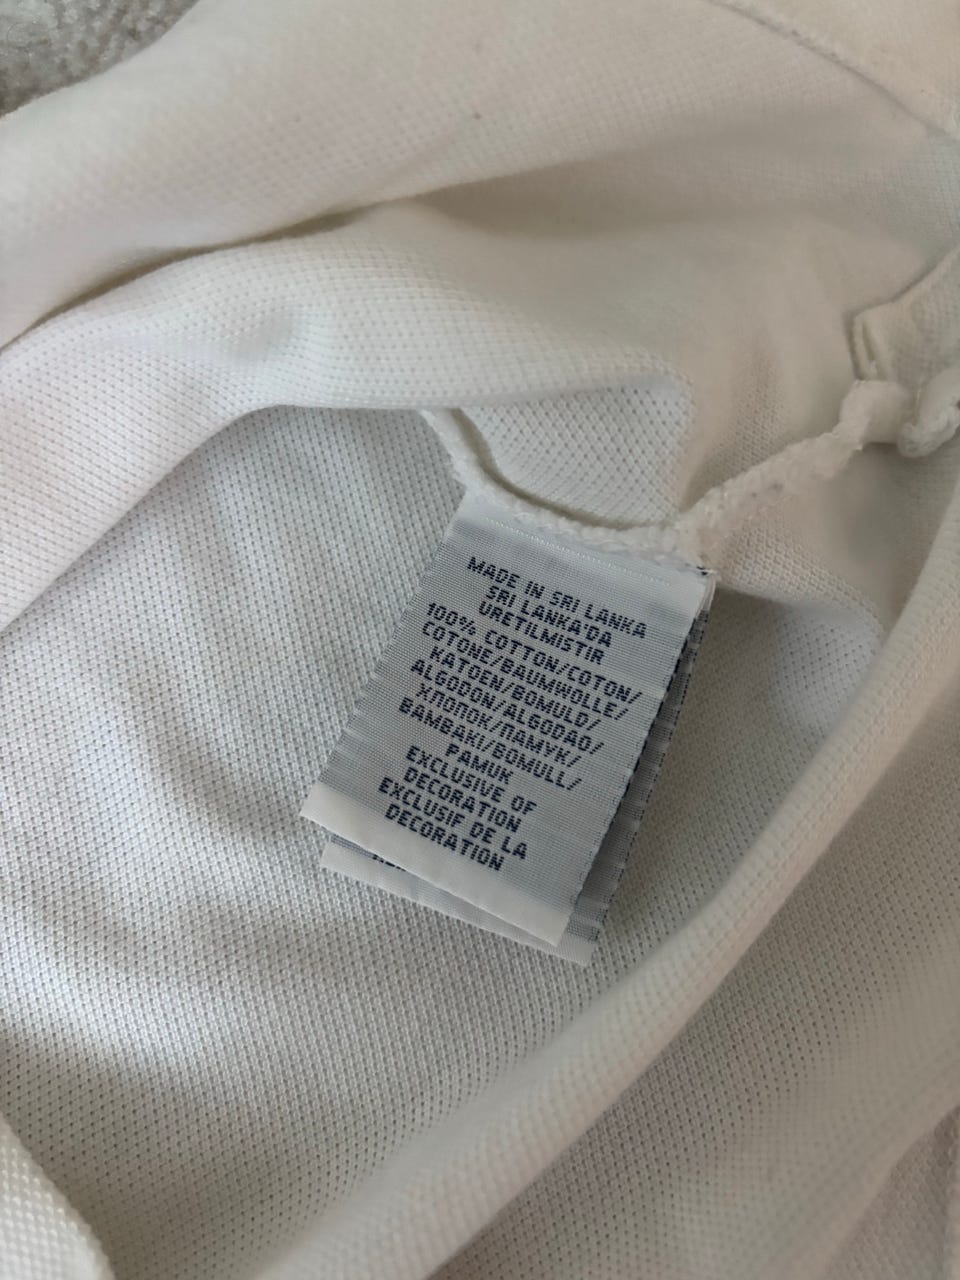 MADE IN SRI LANKA
SRI LANKA'DA
URETILMISTIR
100% COTTON/COTON/
COTONE/BAUMWOLLE/
KATOEN/BOMULD/
ALGODON/ALGODAO/
ХЛОПОК/ПАМУК/
BAMBAKI/BOMULL/
PAMUK
EXCLUSIVE OF
DECORATION
EXCLUSIF DE LA
DECORATION